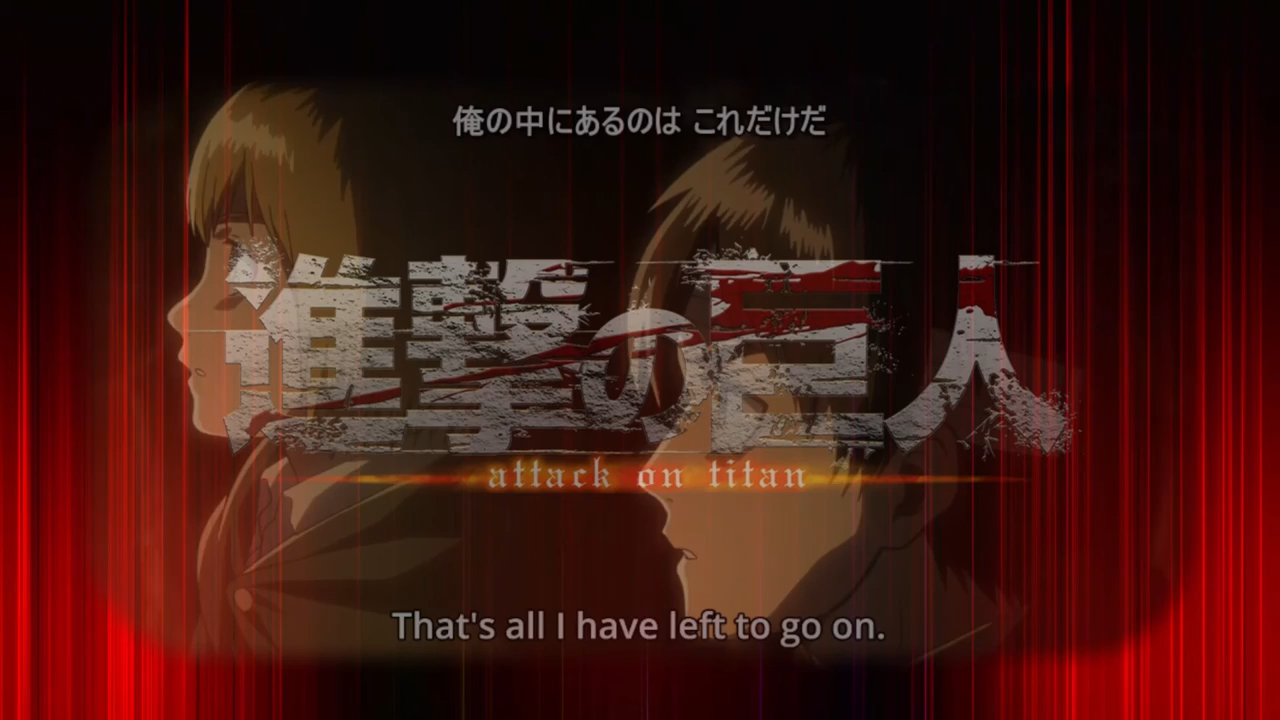 俺の中にあるのは これだけだ
進撃の巨人
attack on titan
That's all I have left to go on.